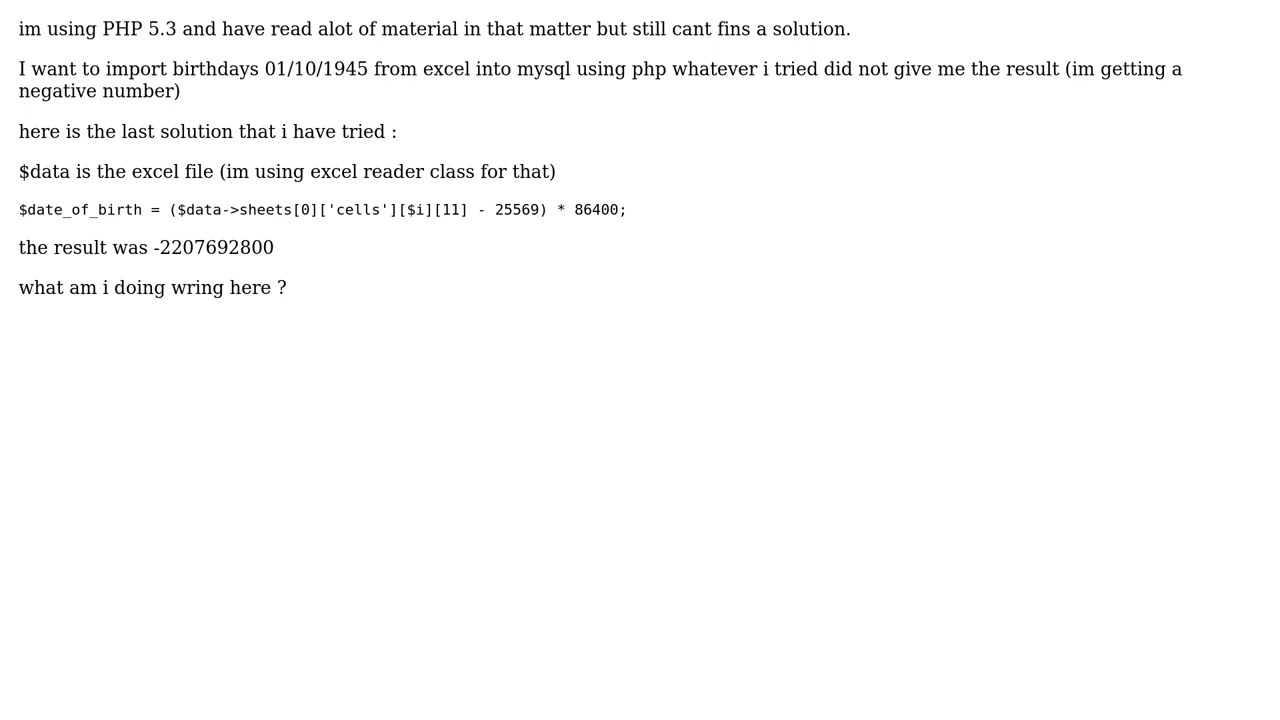 im using PHP 5.3 and have read alot of material in that matter but still cant fins a solution.
I want to import birthdays 01/10/1945 from excel into mysql using php whatever i tried did not give me the result (im getting a
negative number)
here is the last solution that i have tried :
$data is the excel file (im using excel reader class for that)
$date_of_birth = ($data->sheets[0]['cells'][$i][11] - 25569) * 86400;
the result was -2207692800
what am i doing wring here ?